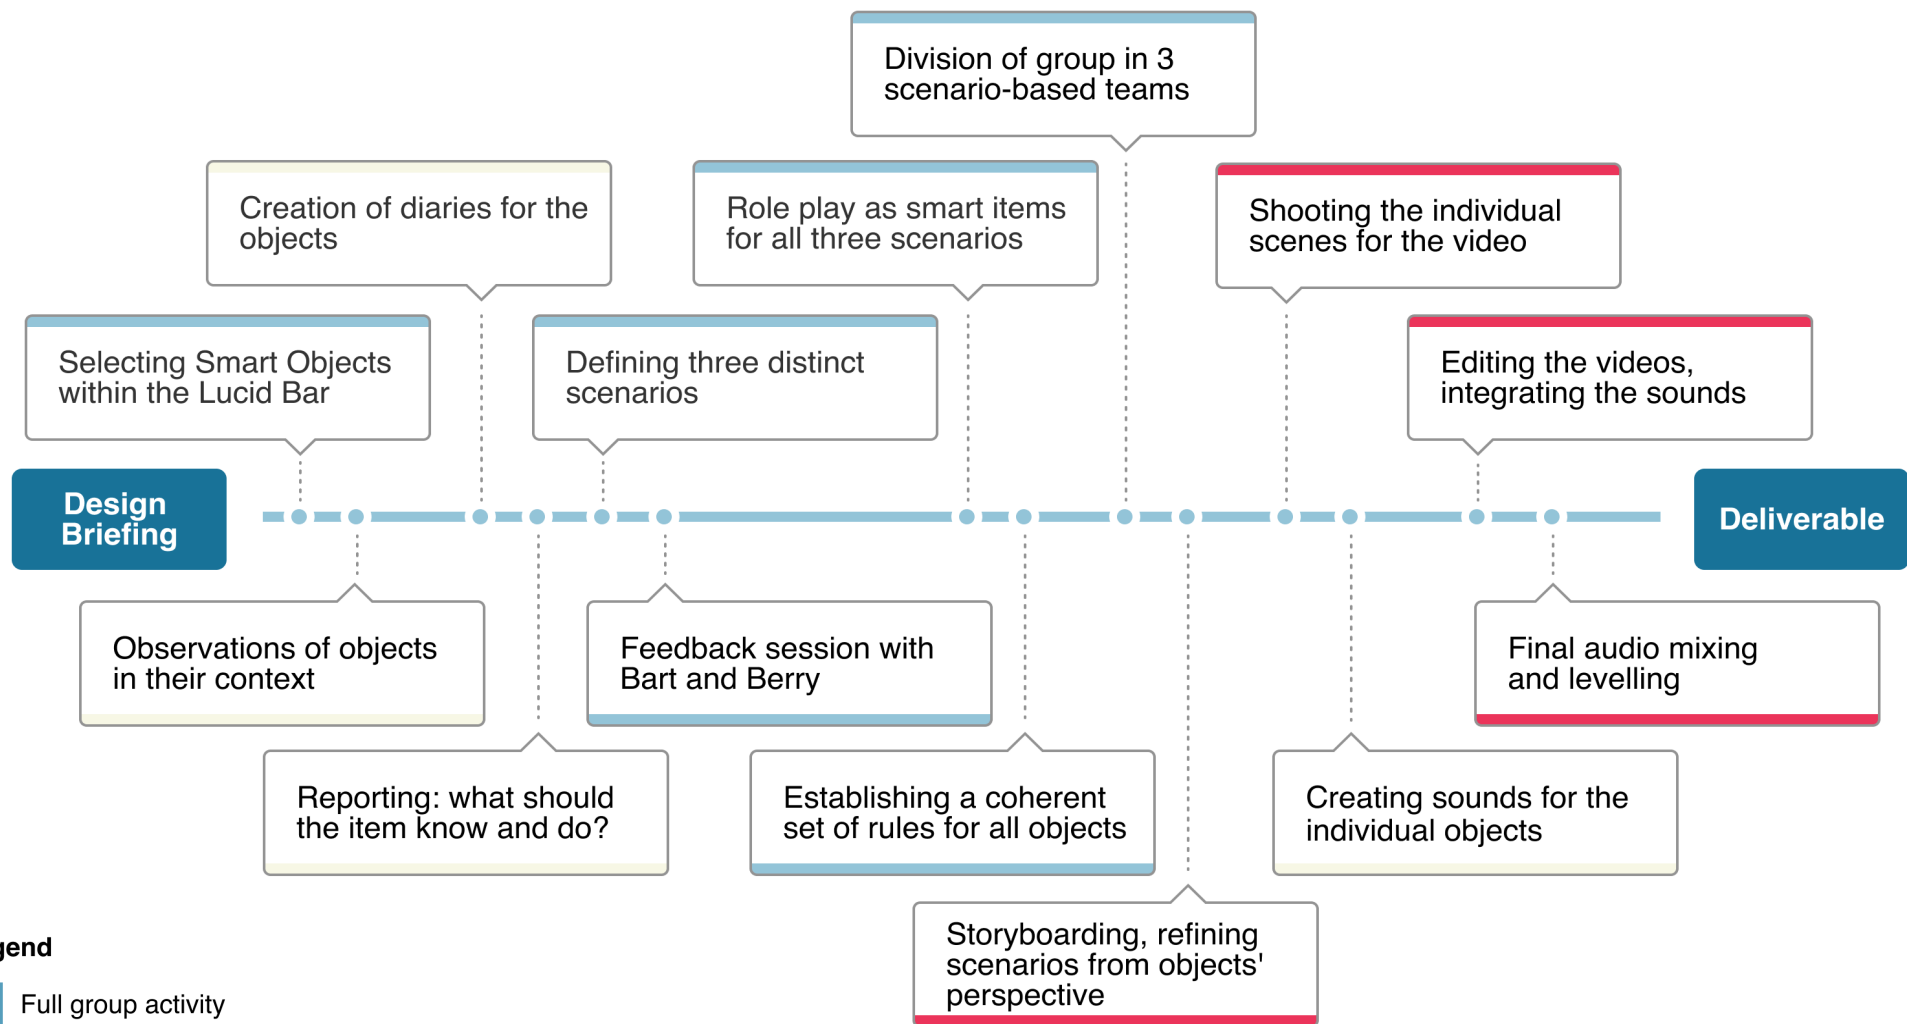 Division of group in 3
scenario-based teams
Creation of diaries for the
objects
Role play as smart items
for all three scenarios
Shooting the individual
scenes for the video
Selecting Smart Objects
within the Lucid Bar
Defining three distinct
scenarios
Editing the videos,
integrating the sounds
Design
Briefing
Deliverable
Observations of objects
in their context
Feedback session with
Bart and Berry
Final audio mixing
and levelling
Reporting: what should
the item know and do?
Establishing a coherent
set of rules for all objects
Creating sounds for the
individual objects
Storyboarding, refining
scenarios from objects'
perspective
gend
Full group activity